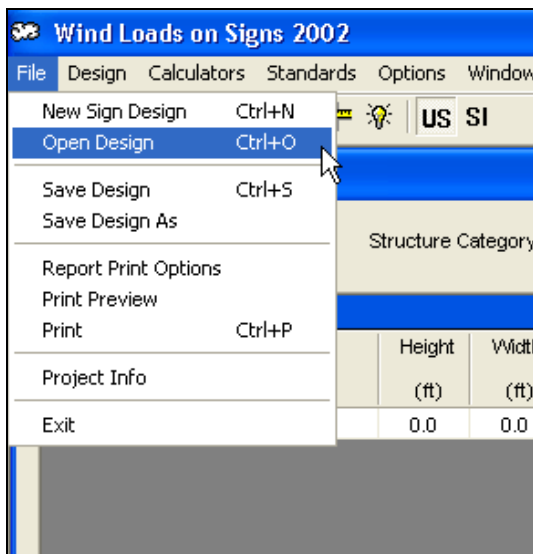 Wind Loads on Signs 2002
File Design Calculators Standards Options Window
New Sign Design Ctrl+N
US SI
Open Design Ctrl+O
Save Design Ctrl+S
Save Design As
Structure Category
Report Print Options
Print Preview
Print Ctrl+P
Height Widt
Project Info
(ft) (ft)
Exit
0.0 0.0